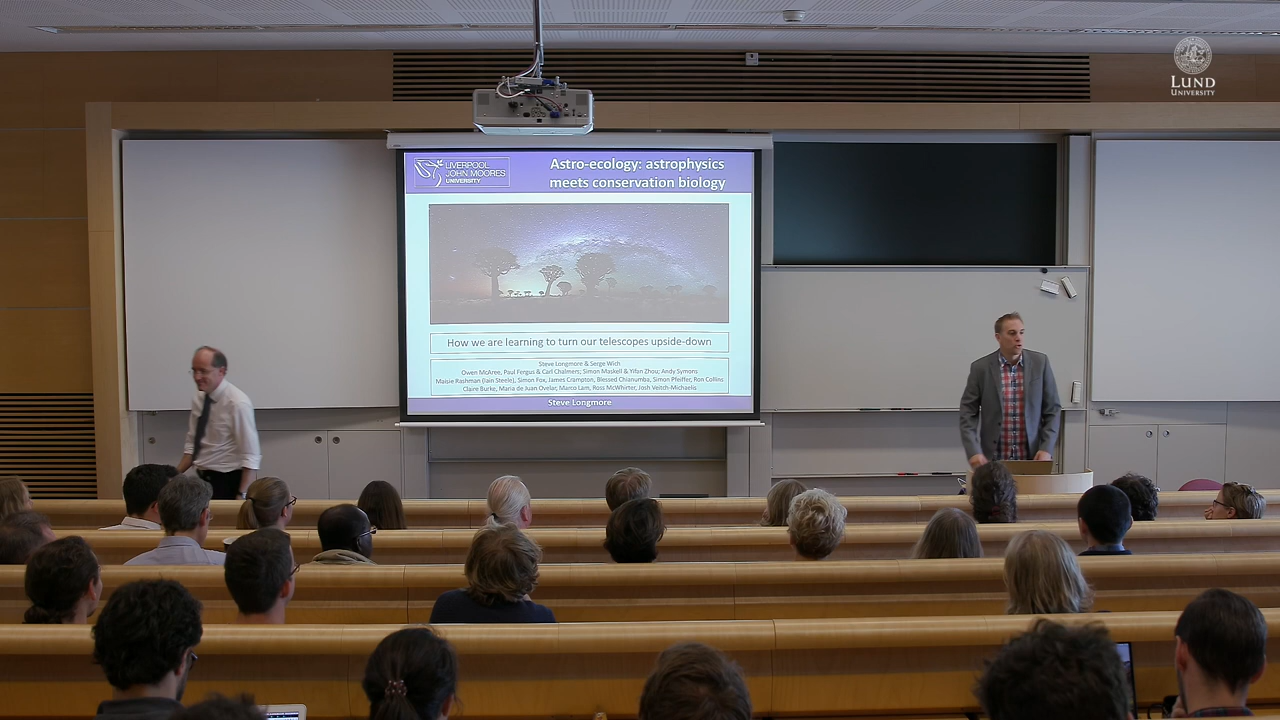 LUND
UNIVERSITY
LIVERPOOL
JOHN MOORES
UNIVERSITY
Astro-ecology: astrophysics
meets conservation biology
How we are learning to turn our telescopes upside-down
Steve Longmore & Serge Wich
Owen McAree, Paul Fergus & Carl Chalmers; Simon Maskell & Yifan Zhou; Andy Symons
Maisie Rashman (Iain Steele), Simon Fox, James Crampton, Blessed Chianumba, Simon Pfeiffer, Ron Collins
Claire Burke, Maria de Juan Ovelar, Marco Lam, Ross McWhirter, Josh Veitch-Michaelis
Steve Longmore